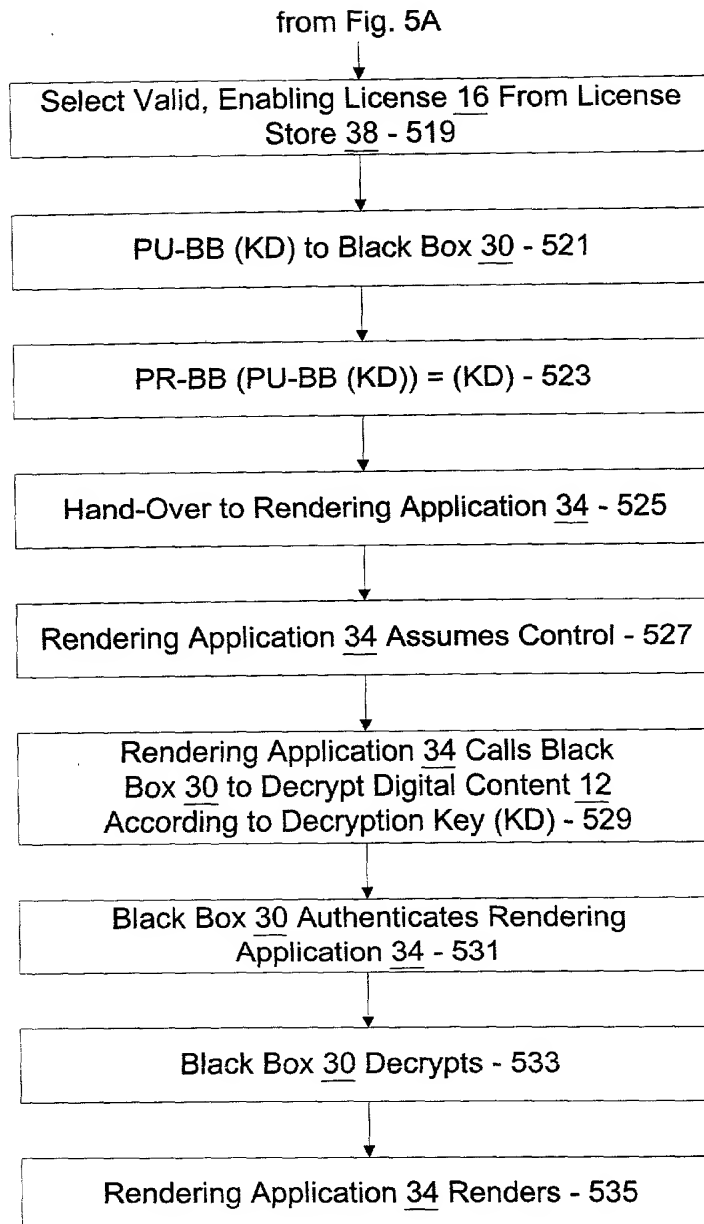 from Fig. 5A
Select Valid, Enabling License 16 From License
Store 38 - 519
PU-BB (KD) to Black Box 30 - 521
PR-BB (PU-BB (KD)) = (KD) - 523
Hand-Over to Rendering Application 34 - 525
Rendering Application 34 Assumes Control - 527
Rendering Application 34 Calls Black
Box 30 to Decrypt Digital Content 12
According to Decryption Key (KD) - 529
Black Box 30 Authenticates Rendering
Application 34 - 531
Black Box 30 Decrypts - 533
Rendering Application 34 Renders - 535